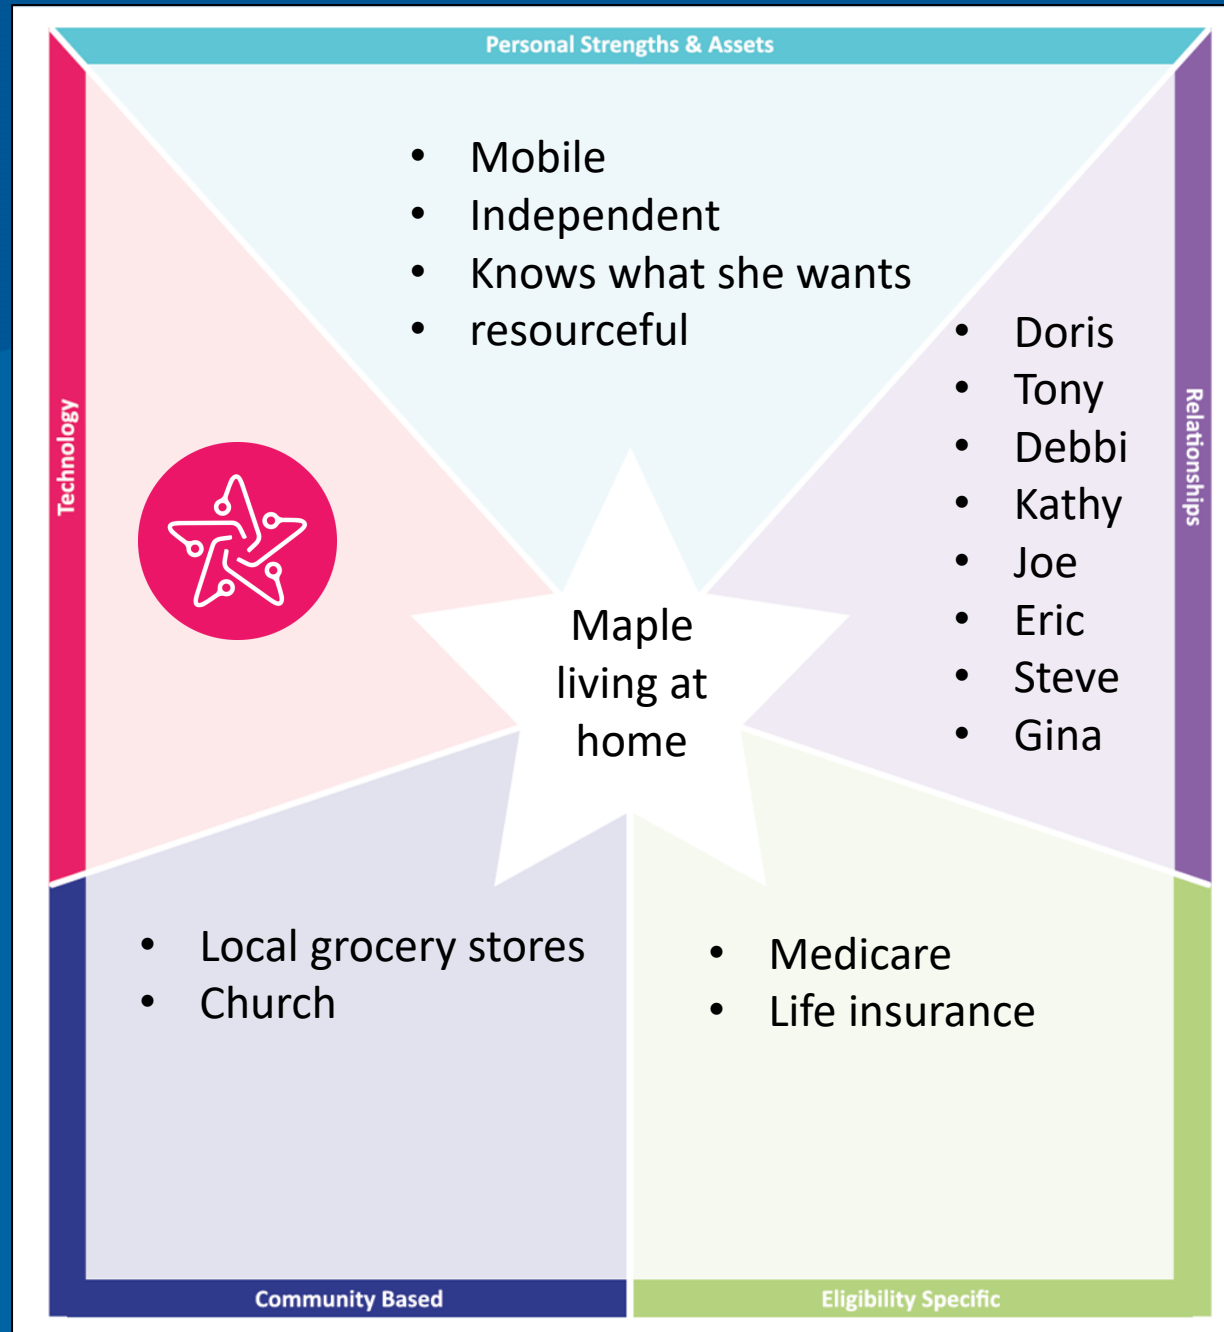 Personal Strengths & Assets
• Mobile
• Independent
• Knows what she wants
• resourceful
Technology
Relationships
• Doris
• Tony
• Debbi
• Kathy
• Joe
• Eric
• Steve
• Gina
Maple
living at
home
• Local grocery stores
• Church
• Medicare
• Life insurance
Community Based
Eligibility Specific